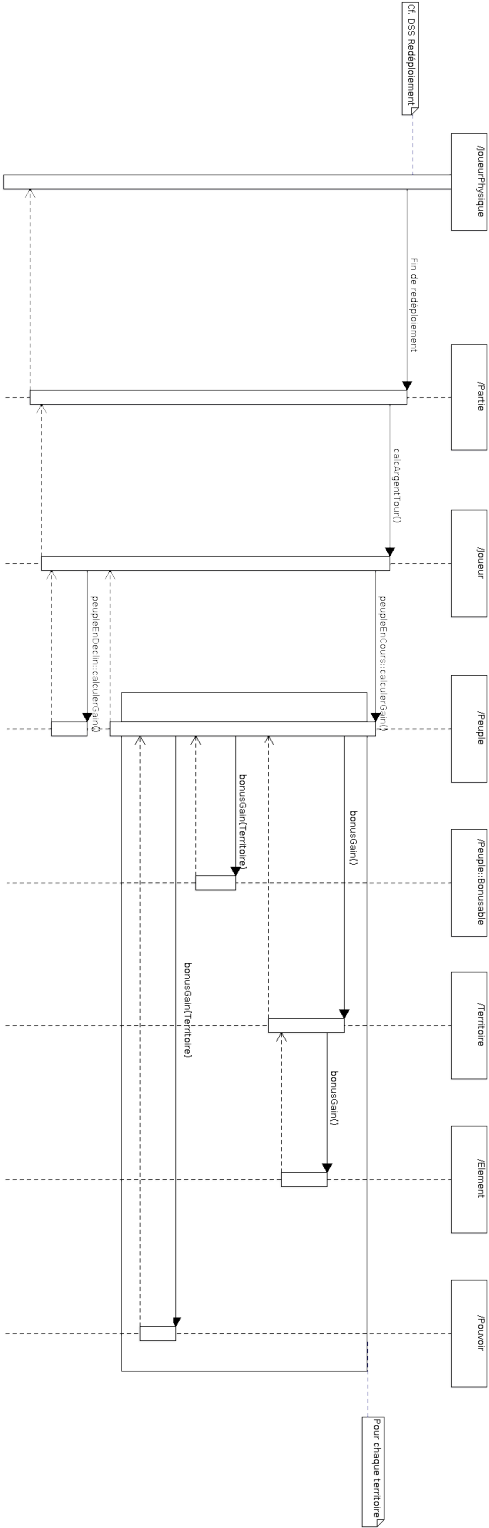 Cf. DSS Redéploiement
/JoueurPhysique
/Partie
/Joueur
/Peuple
/Peuple::Bonusable
/Territoire
/Element
/Pouvoir
Fin de redéploiement
calcArgentTour()
peupleEnCours::calculerGain()
bonusGain()
bonusGain()
bonusGain(Territoire)
bonusGain(Territoire)
peupleEnDeclin::calculerGain()
Pour chaque territoire